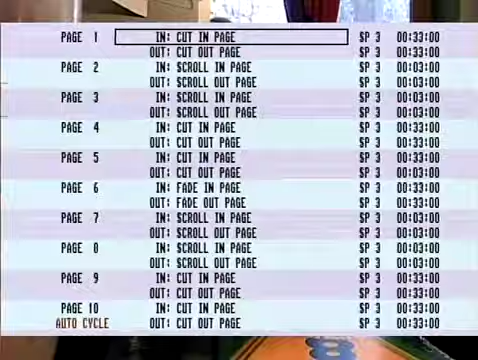 PAGE 1 IN: CUT IN PAGE SP 3 00:33:00
OUT: CUT OUT PAGE SP 3 00:33:00
PAGE 2 IN: SCROLL IN PAGE SP 3 00:03:00
OUT: SCROLL OUT PAGE SP 3 00:03:00
PAGE 3 IN: SCROLL IN PAGE SP 3 00:03:00
OUT: SCROLL OUT PAGE SP 3 00:03:00
PAGE 4 IN: CUT IN PAGE SP 3 00:33:00
OUT: CUT OUT PAGE SP 3 00:33:00
PAGE 5 IN: CUT IN PAGE SP 3 00:33:00
OUT: CUT OUT PAGE SP 3 00:03:00
PAGE 6 IN: FADE IN PAGE SP 3 00:33:00
OUT: FADE OUT PAGE SP 3 00:33:00
PAGE 7 IN: SCROLL IN PAGE SP 3 00:03:00
OUT: SCROLL OUT PAGE SP 3 00:03:00
PAGE 8 IN: SCROLL IN PAGE SP 3 00:03:00
OUT: SCROLL OUT PAGE SP 3 00:03:00
PAGE 9 IN: CUT IN PAGE SP 3 00:33:00
OUT: CUT OUT PAGE SP 3 00:33:00
PAGE 10 IN: CUT IN PAGE SP 3 00:33:00
AUTO CYCLE OUT: CUT OUT PAGE SP 3 00:33:00
8